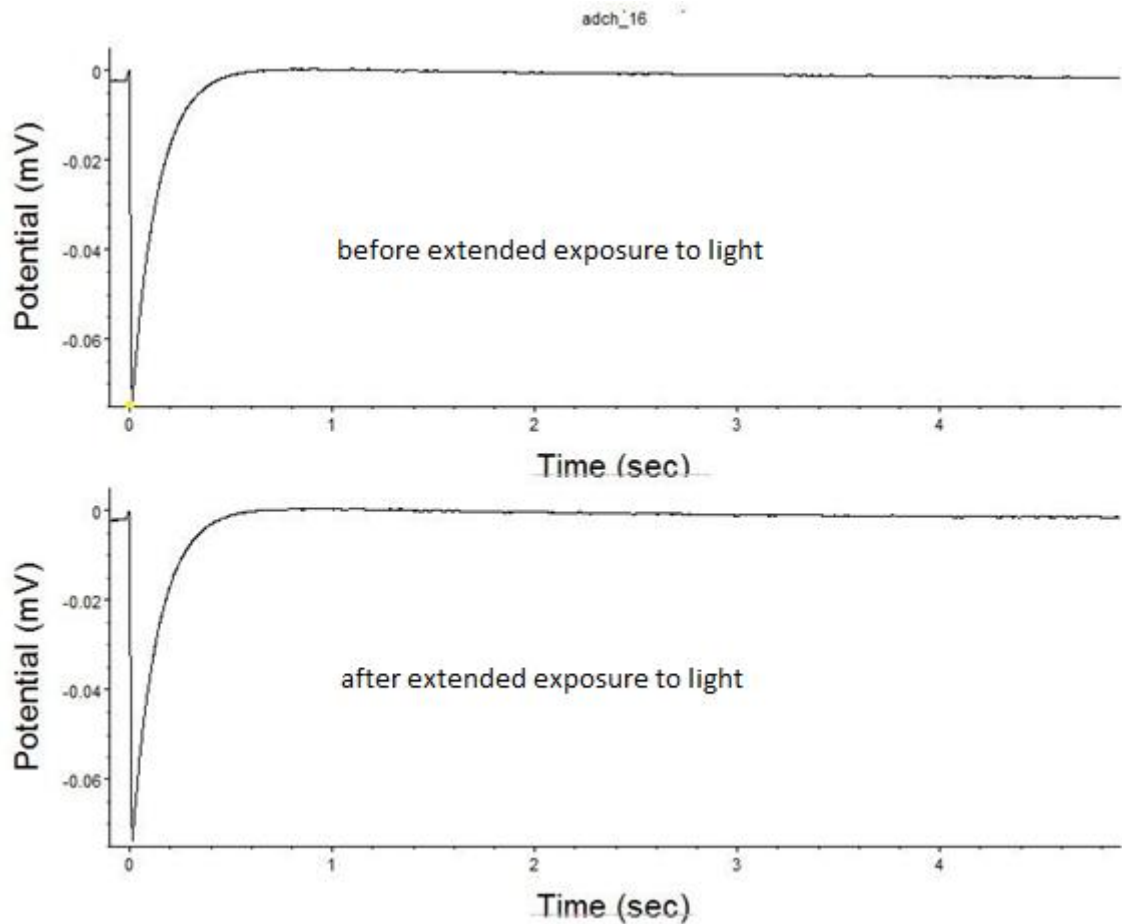 adch_16
Potential (mV)
0
-0.02
-0.04
-0.06
before extended exposure to light
0
1
2
3
4
Time (sec)
Potential (mV)
0
-0.02
-0.04
-0.06
after extended exposure to light
0
1
2
3
4
Time (sec)